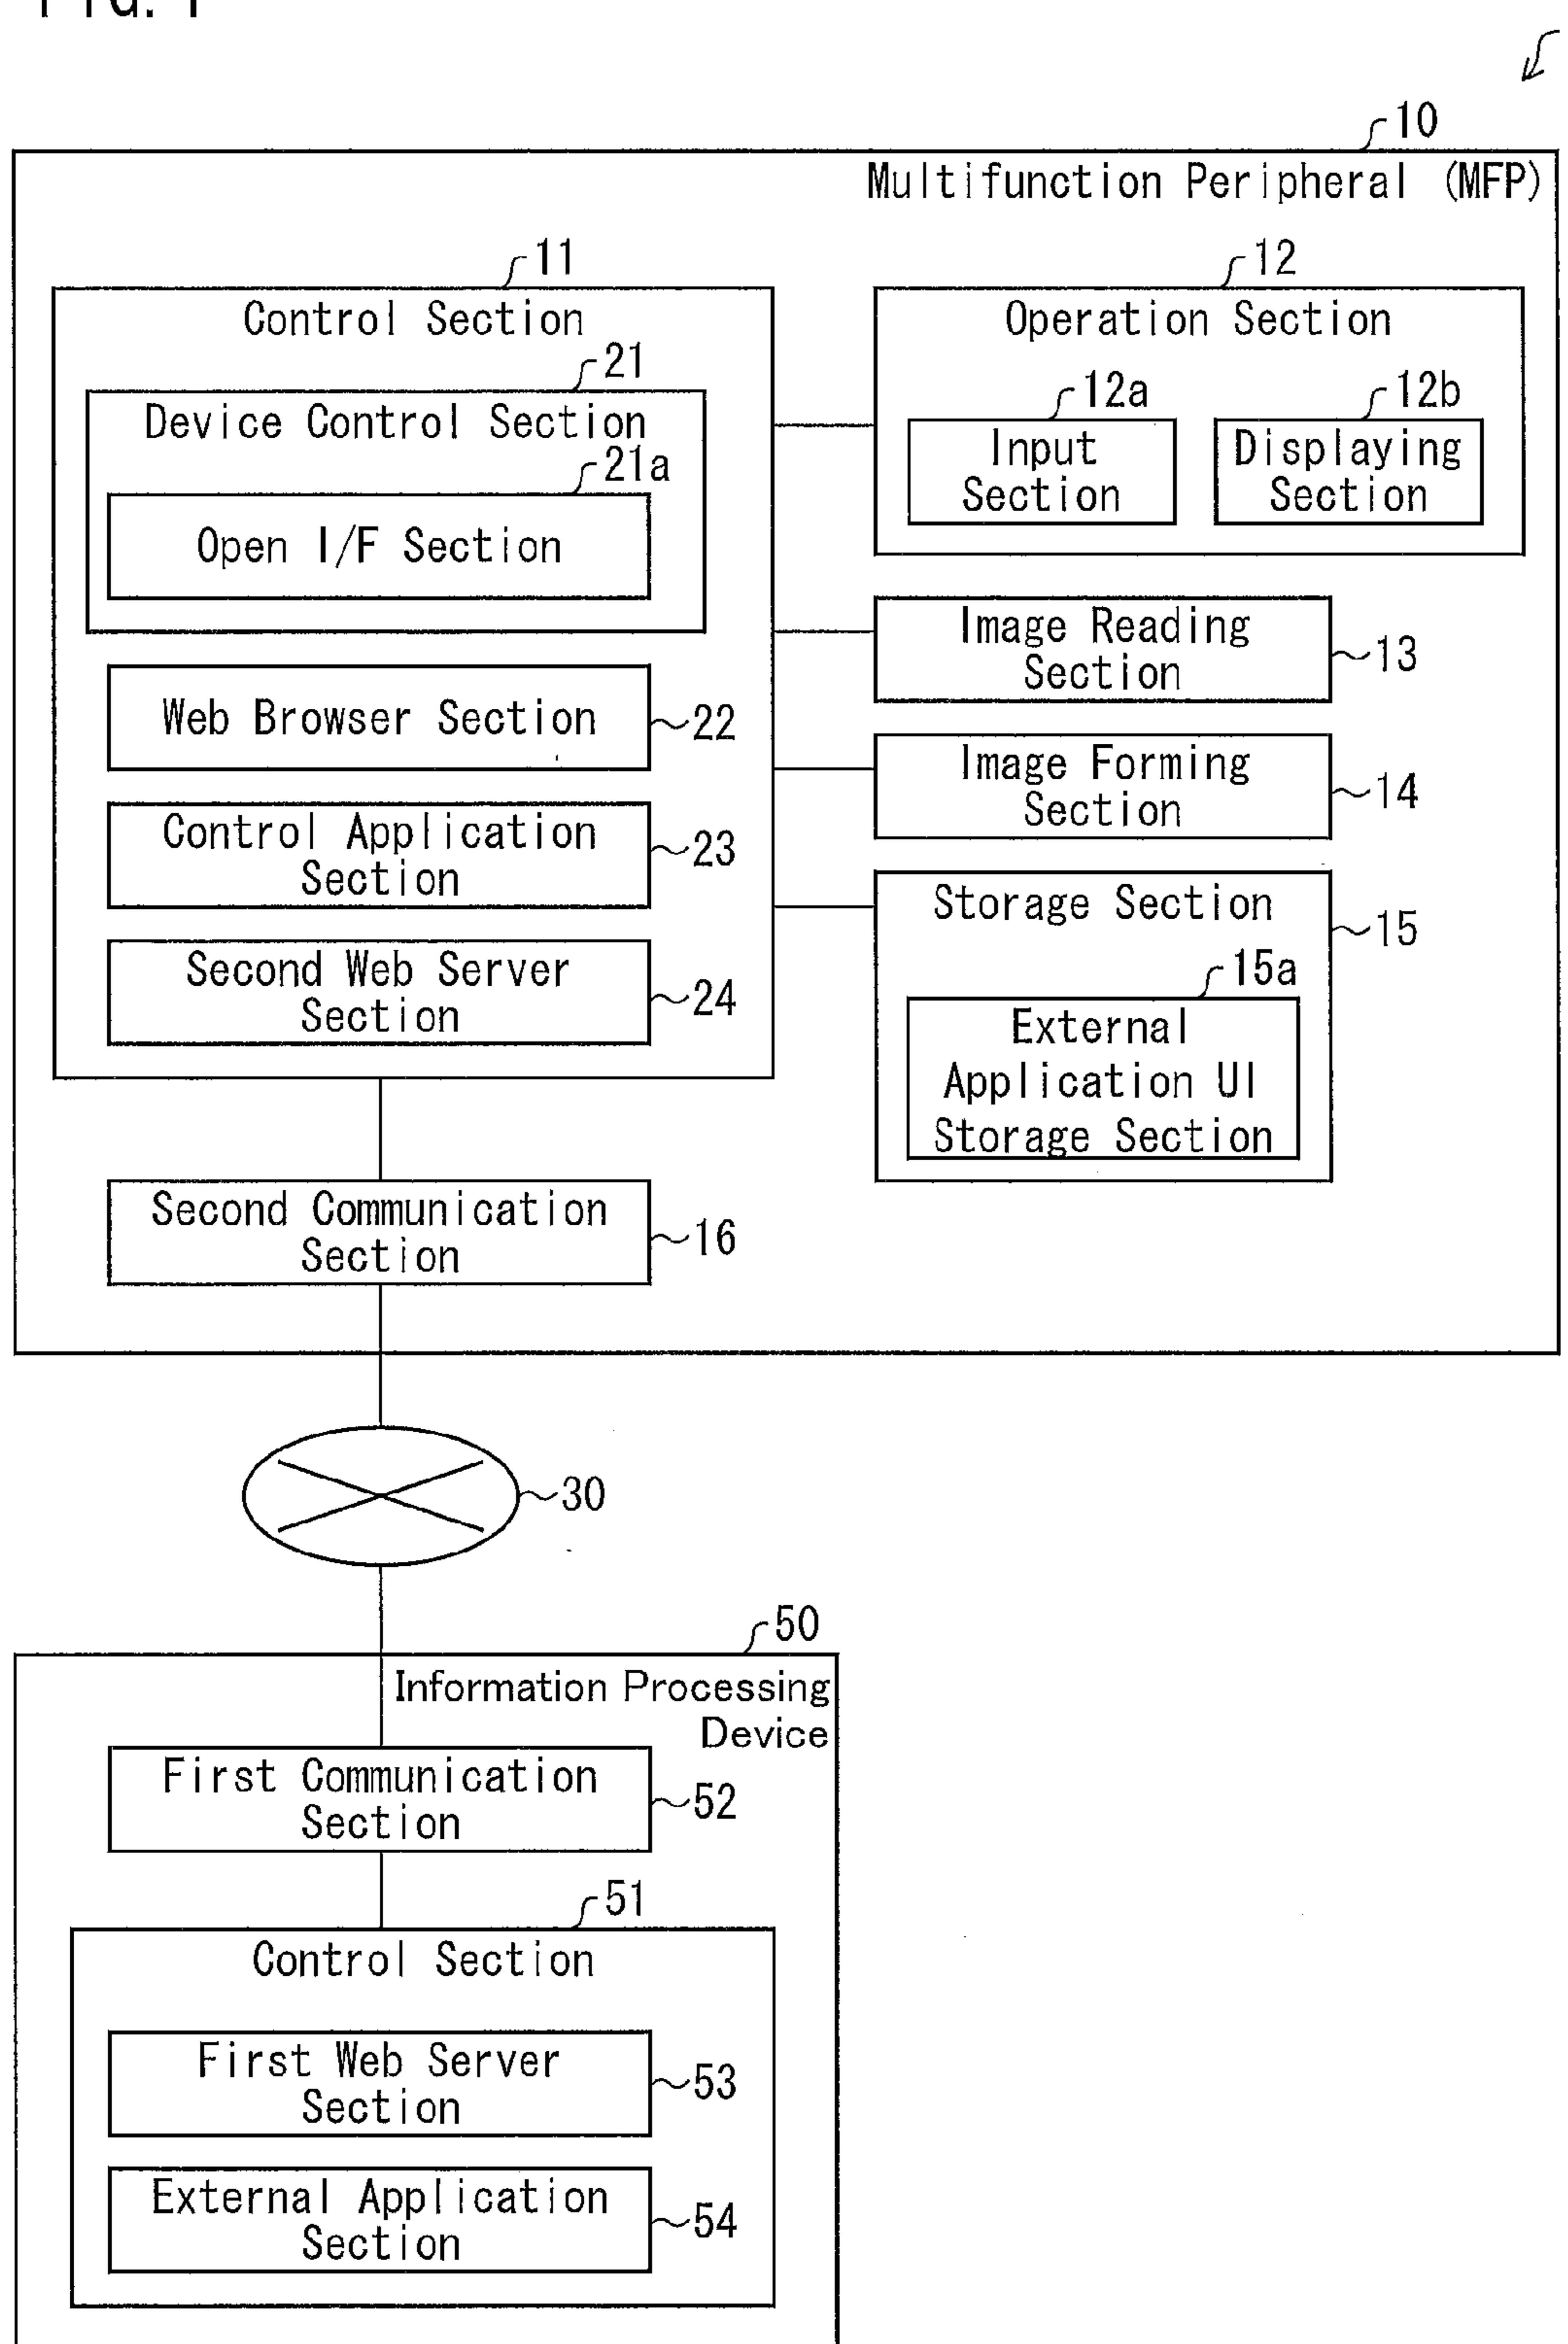 FIG. 1
10
Multifunction Peripheral (MFP)
11
Control Section
21
Device Control Section
21a
Open I/F Section
Web Browser Section
22
Control Application
Section
23
Second Web Server
Section
24
12
Operation Section
12a
Input
Section
12b
Displaying
Section
Image Reading
Section
13
Image Forming
Section
14
Storage Section
15
15a
External
Application UI
Storage Section
Second Communication
Section
16
30
50
Information Processing
Device
First Communication
Section
52
51
Control Section
First Web Server
Section
53
External Application
Section
54